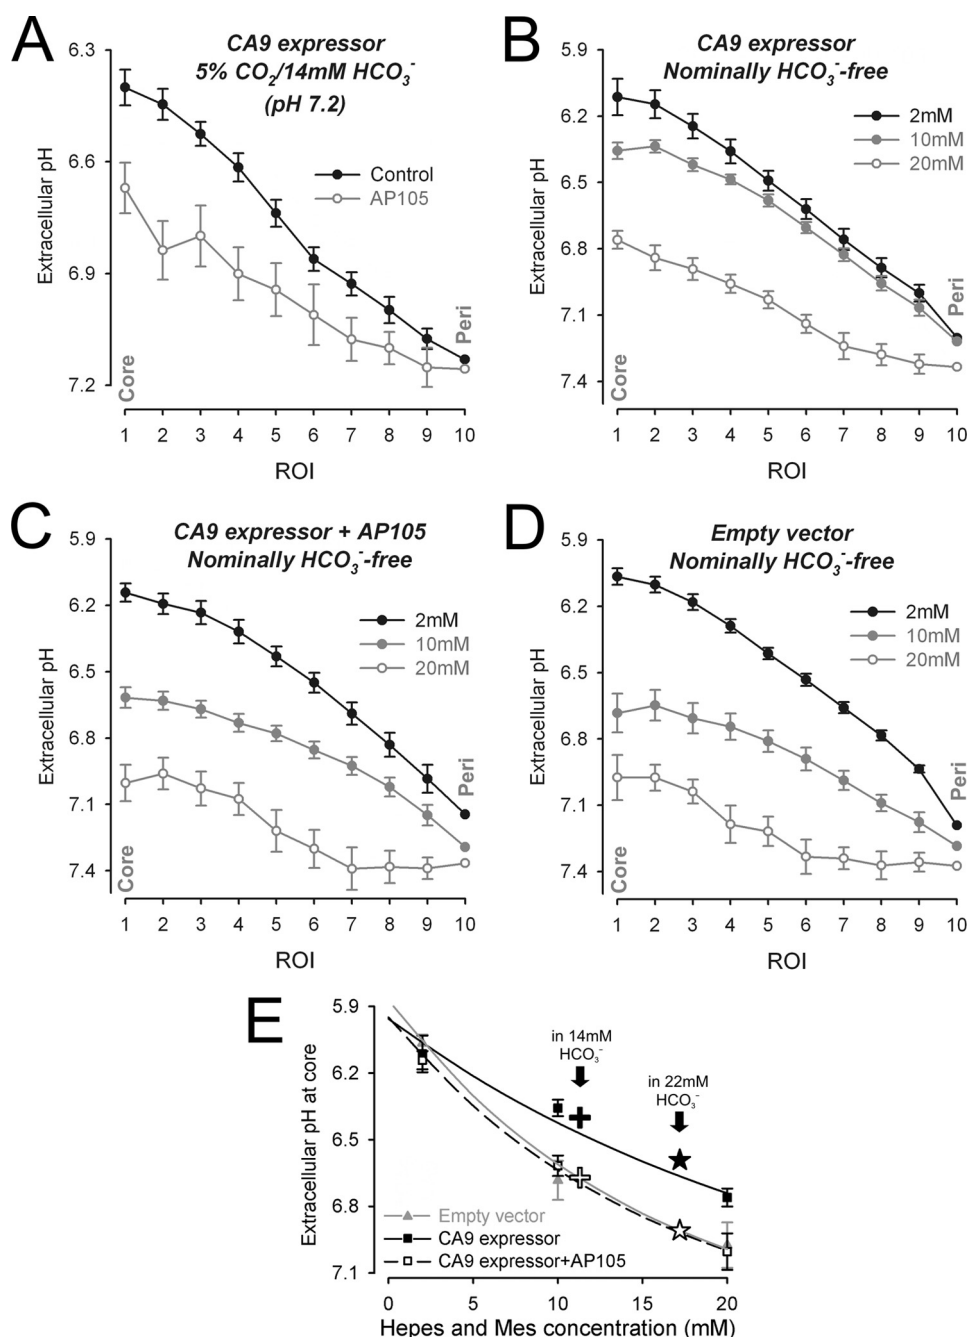 A
CA9 expressor
5% CO₂/14mM HCO₃⁻
(pH 7.2)
Extracellular pH
6.3
6.6
6.9
7.2
Control
AP105
Core
Peri
1 2 3 4 5 6 7 8 9 10
ROI
B
CA9 expressor
Nominally HCO₃⁻-free
Extracellular pH
5.9
6.2
6.5
6.8
7.1
7.4
2mM
10mM
20mM
Core
Peri
1 2 3 4 5 6 7 8 9 10
ROI
C
CA9 expressor + AP105
Nominally HCO₃⁻-free
Extracellular pH
5.9
6.2
6.5
6.8
7.1
7.4
2mM
10mM
20mM
Core
Peri
1 2 3 4 5 6 7 8 9 10
ROI
D
Empty vector
Nominally HCO₃⁻-free
Extracellular pH
5.9
6.2
6.5
6.8
7.1
7.4
2mM
10mM
20mM
Core
Peri
1 2 3 4 5 6 7 8 9 10
ROI
E
Extracellular pH at core
5.9
6.2
6.5
6.8
7.1
in 14mM
HCO₃⁻
in 22mM
HCO₃⁻
Empty vector
CA9 expressor
CA9 expressor+AP105
0 5 10 15 20
Hepes and Mes concentration (mM)